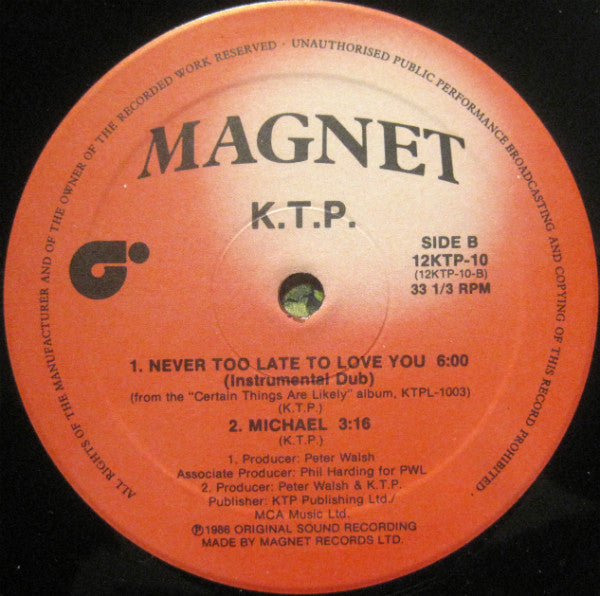 ALL RIGHTS OF THE MANUFACTURER AND OF THE OWNER OF THE RECORDED WORK RESERVED · UNAUTHORISED PUBLIC PERFORMANCE BROADCASTING AND COPYING OF THIS RECORD PROHIBITED ·
MAGNET
K.T.P.
SIDE B
12KTP-10
(12KTP-10-B)
33 1/3 RPM
1. NEVER TOO LATE TO LOVE YOU 6:00
(Instrumental Dub)
(from the "Certain Things Are Likely" album, KTPL-1003)
(K.T.P.)
2. MICHAEL 3:16
(K.T.P.)
1. Producer: Peter Walsh
Associate Producer: Phil Harding for PWL
2. Producer: Peter Walsh & K.T.P.
Publisher: KTP Publishing Ltd./
MCA Music Ltd.
℗1986 ORIGINAL SOUND RECORDING
MADE BY MAGNET RECORDS LTD.